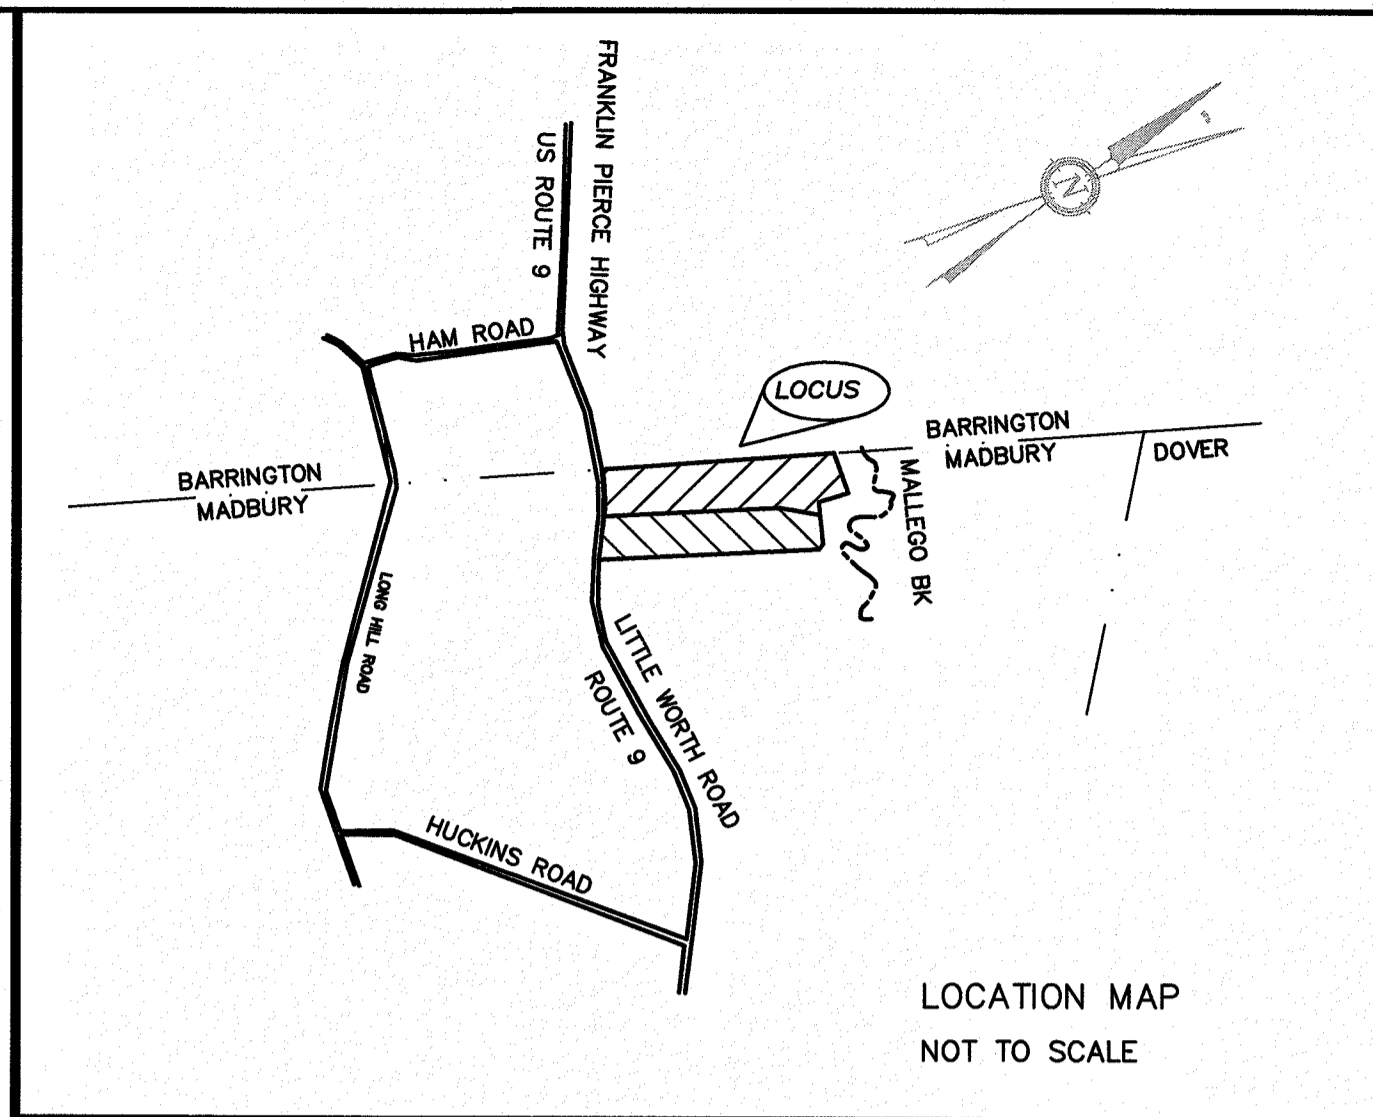 FRANKLIN PIERCE HIGHWAY
US ROUTE 9
N
HAM ROAD
LOCUS
BARRINGTON
MADBURY
DOVER
BARRINGTON
MADBURY
MALLEGO BK
LONG HILL ROAD
LITTLE WORTH ROAD
ROUTE 9
HUCKINS ROAD
LOCATION MAP
NOT TO SCALE